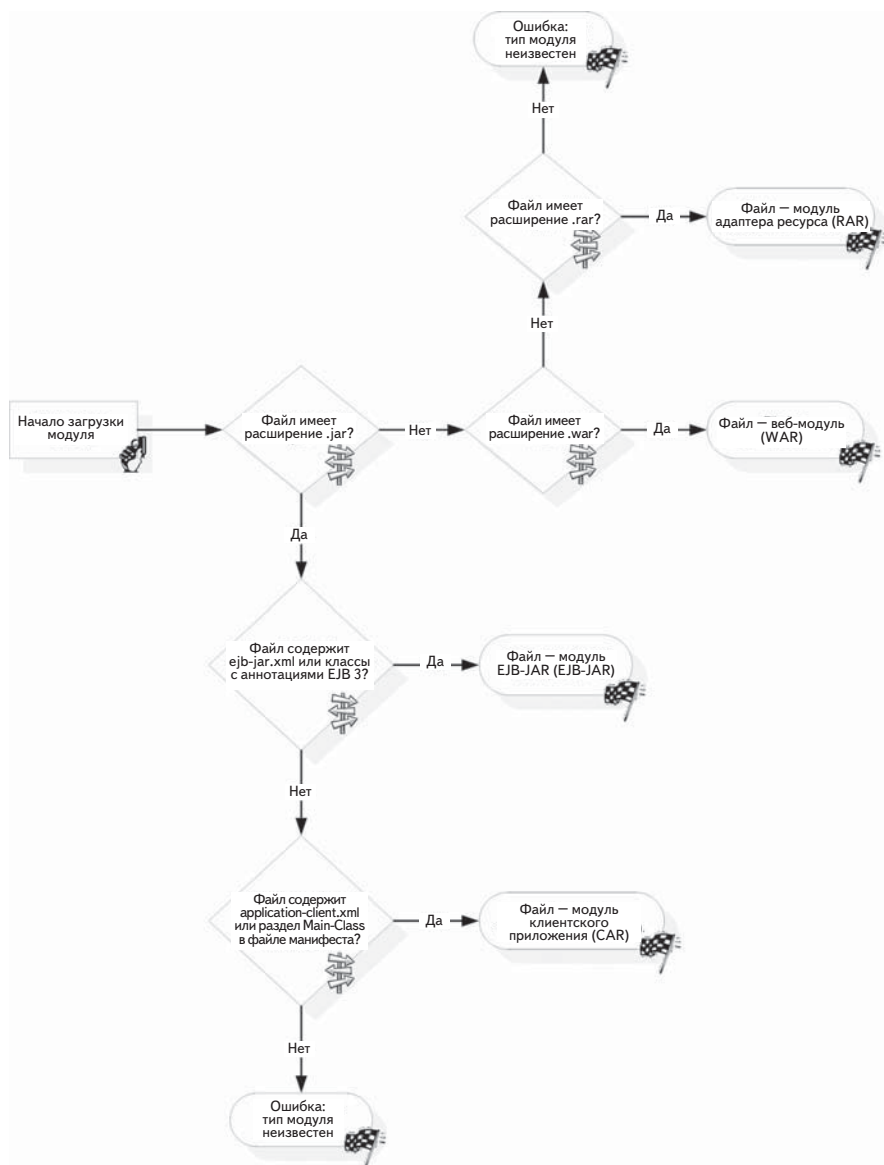 Ошибка:
тип модуля
неизвестен
Нет
Файл имеет
расширение .rar?
Да
Файл — модуль
адаптера ресурса (RAR)
Нет
Начало загрузки
модуля
Файл имеет
расширение .jar?
Нет
Файл имеет
расширение .war?
Да
Файл — веб-модуль
(WAR)
Да
Файл содержит
ejb-jar.xml или классы
с аннотациями EJB 3?
Да
Файл — модуль
EJB-JAR (EJB-JAR)
Нет
Файл содержит
application-client.xml
или раздел Main-Class
в файле манифеста?
Да
Файл — модуль
клиентского
приложения (CAR)
Нет
Ошибка:
тип модуля
неизвестен